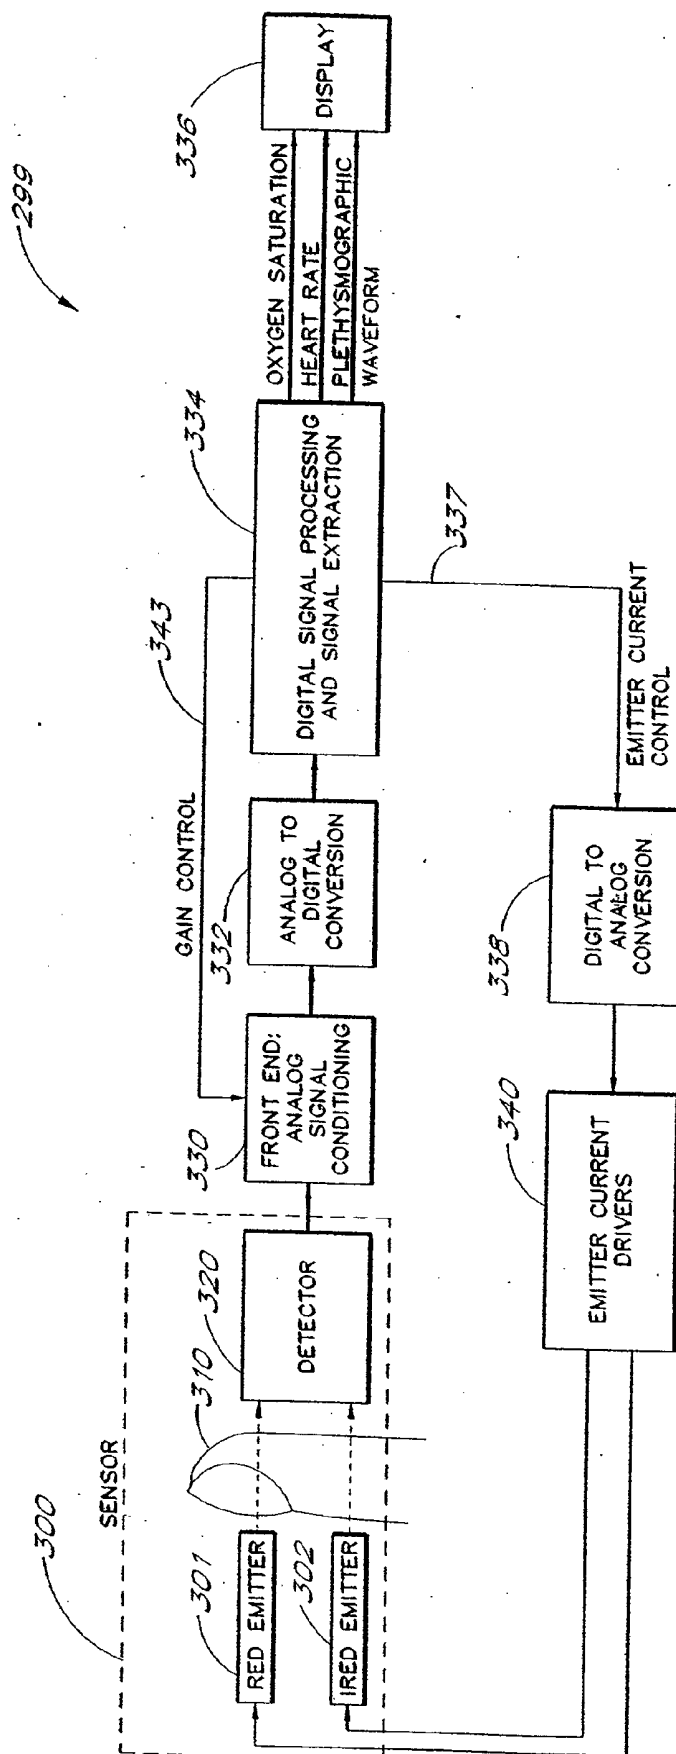 299
300
SENSOR
301
RED EMITTER
302
IRED EMITTER
310
320
DETECTOR
330
FRONT END:
ANALOG
SIGNAL
CONDITIONING
GAIN CONTROL
343
332
ANALOG TO
DIGITAL
CONVERSION
334
DIGITAL SIGNAL PROCESSING
AND SIGNAL EXTRACTION
OXYGEN SATURATION
HEART RATE
PLETHYSMOGRAPHIC
WAVEFORM
336
DISPLAY
337
EMITTER CURRENT
CONTROL
338
DIGITAL TO
ANALOG
CONVERSION
340
EMITTER CURRENT
DRIVERS